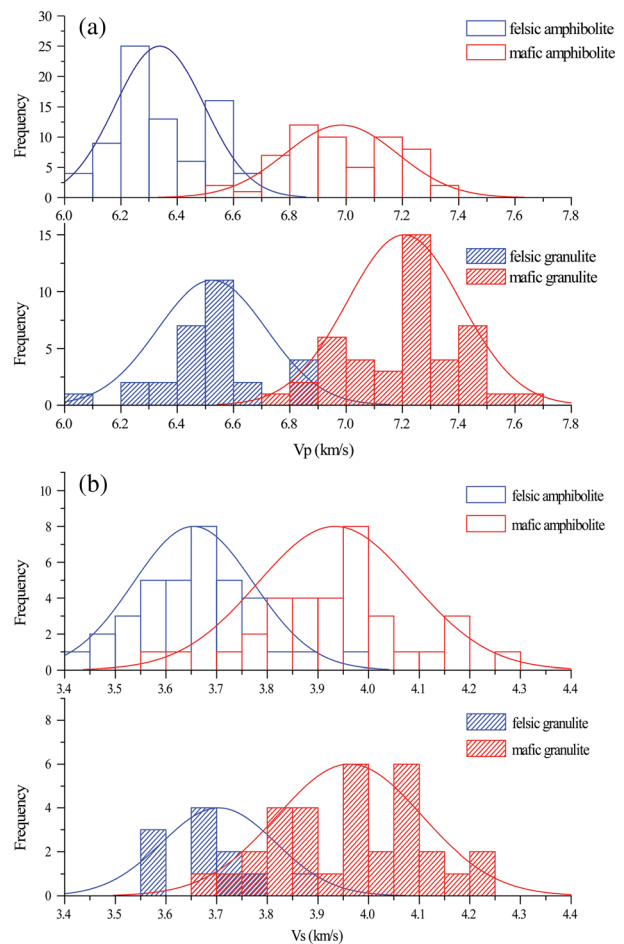 (a)
felsic amphibolite
mafic amphibolite
Frequency
30
25
20
15
10
5
0
6.0 6.2 6.4 6.6 6.8 7.0 7.2 7.4 7.6 7.8
felsic granulite
mafic granulite
Frequency
15
10
5
0
6.0 6.2 6.4 6.6 6.8 7.0 7.2 7.4 7.6 7.8
Vp (km/s)
(b)
felsic amphibolite
mafic amphibolite
Frequency
10
8
6
4
2
0
3.4 3.5 3.6 3.7 3.8 3.9 4.0 4.1 4.2 4.3 4.4
felsic granulite
mafic granulite
Frequency
8
6
4
2
0
3.4 3.5 3.6 3.7 3.8 3.9 4.0 4.1 4.2 4.3 4.4
Vs (km/s)